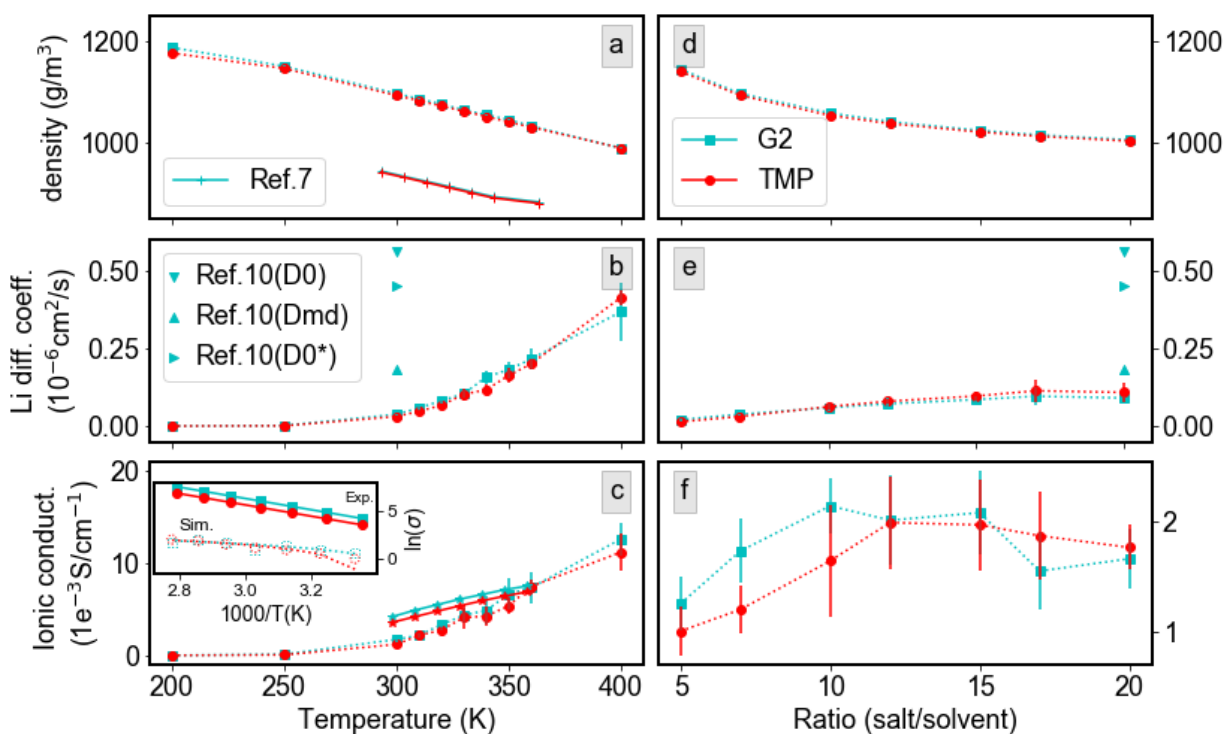 1200
1000
density (g/m³)
a
Ref.7
d
G2
TMP
1200
1000
0.50
0.25
0.00
Li diff. coeff.
(10⁻⁶cm²/s)
Ref.10(D0)
Ref.10(Dmd)
Ref.10(D0*)
b
e
0.50
0.25
0.00
20
10
0
Ionic conduct.
(1e⁻³S/cm⁻¹)
c
Exp.
Sim.
5
0
ln(σ)
2.8 3.0 3.2
1000/T(K)
f
2
1
200 250 300 350 400
Temperature (K)
5 10 15 20
Ratio (salt/solvent)